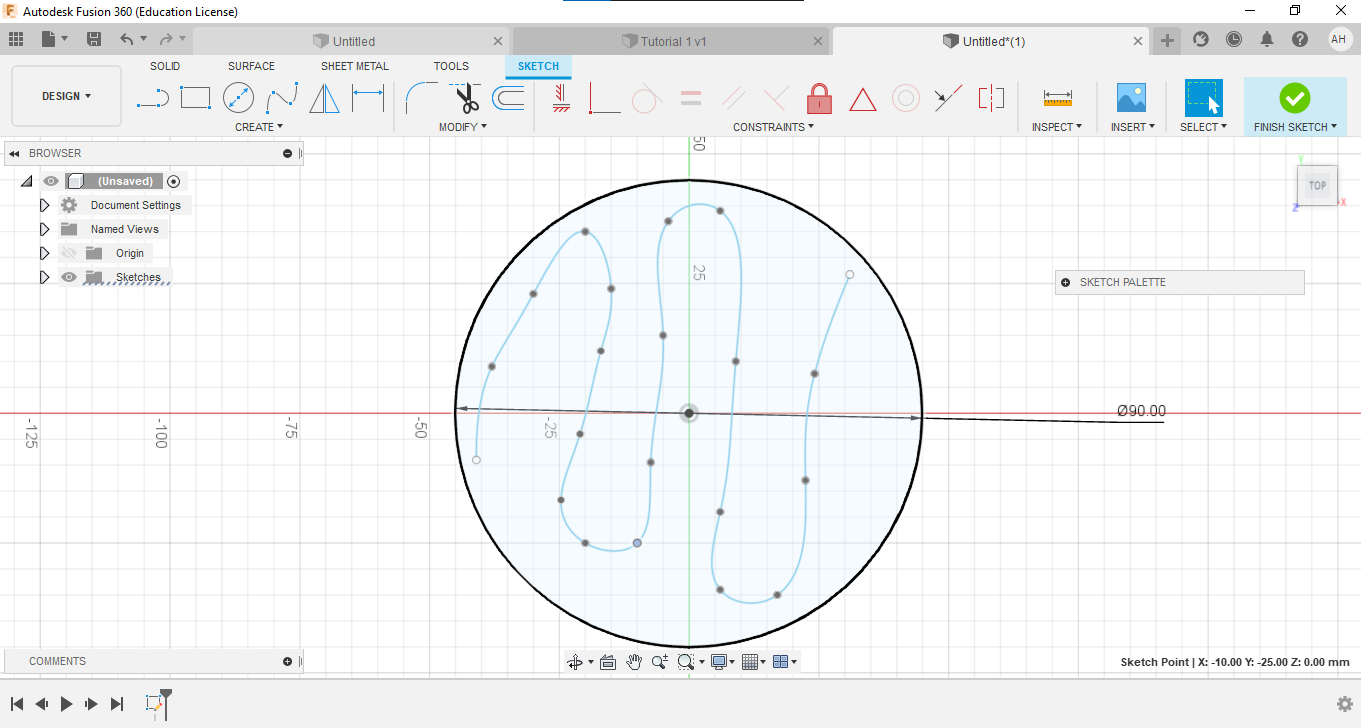 Autodesk Fusion 360 (Education License)
Untitled
Tutorial 1 v1
Untitled*(1)
AH
SOLID
SURFACE
SHEET METAL
TOOLS
SKETCH
DESIGN
CREATE
MODIFY
CONSTRAINTS
INSPECT
INSERT
SELECT
FINISH SKETCH
BROWSER
50
Y
(Unsaved)
TOP
Document Settings
X
Z
Named Views
Origin
25
Sketches
SKETCH PALETTE
-125
-100
-75
-50
-25
Ø90.00
COMMENTS
Sketch Point | X: -10.00 Y: -25.00 Z: 0.00 mm